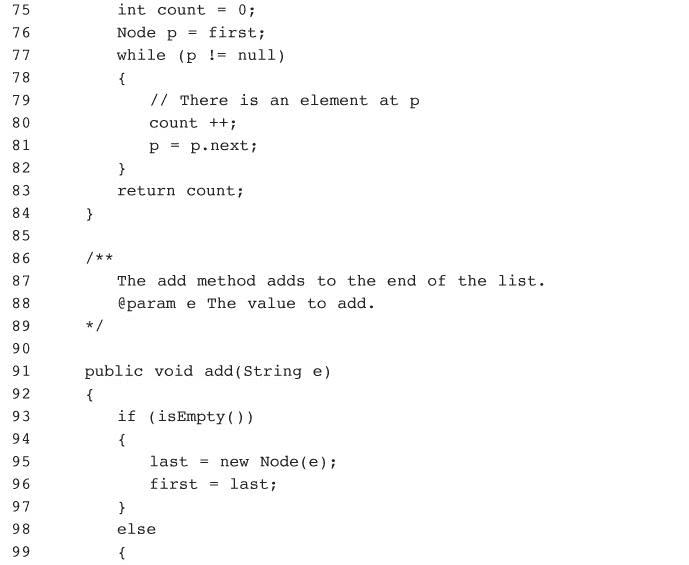 75 int count = 0;
76 Node p = first;
77 while (p != null)
78 {
79 // There is an element at p
80 count ++;
81 p = p.next;
82 }
83 return count;
84 }
85
86 /**
87 The add method adds to the end of the list.
88 @param e The value to add.
89 */
90
91 public void add(String e)
92 {
93 if (isEmpty())
94 {
95 last = new Node(e);
96 first = last;
97 }
98 else
99 {